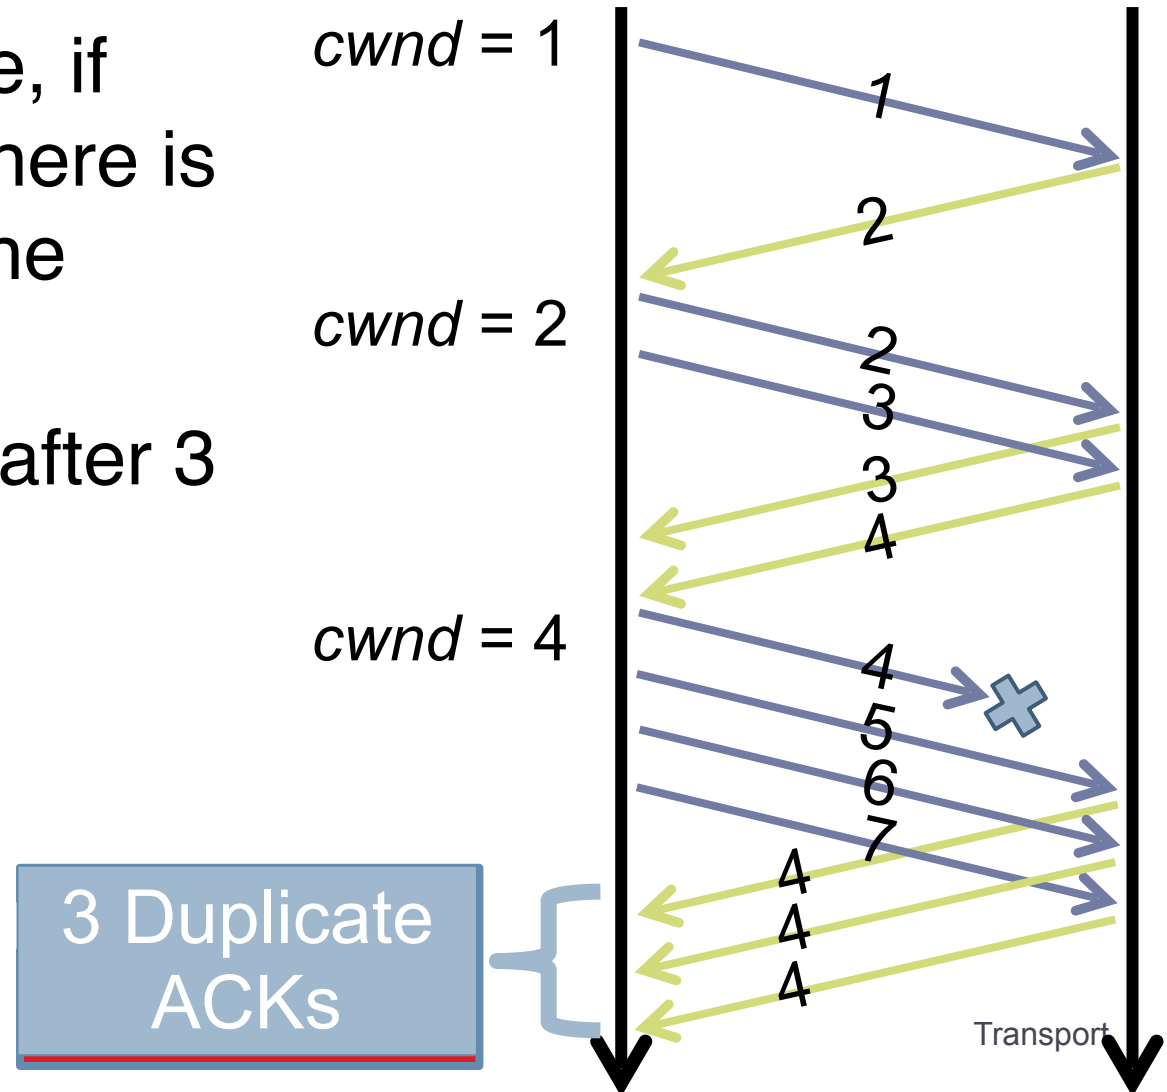 e, if
here is
ne
after 3
cwnd = 1
1
2
cwnd = 2
2
3
3
4
cwnd = 4
4
5
6
7
4
4
4
3 Duplicate
ACKs
Transport